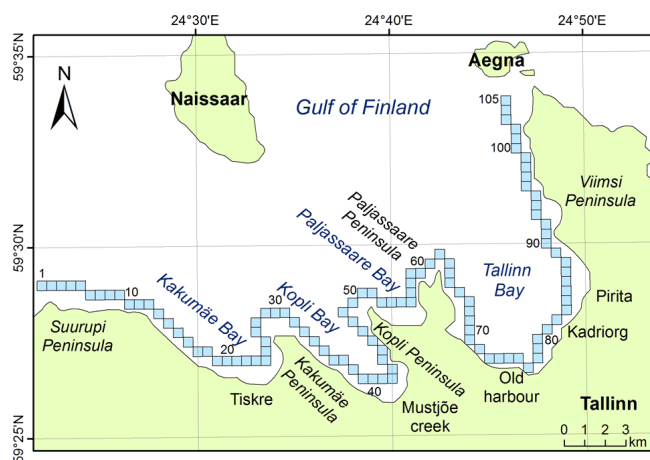 24°30'E
24°40'E
24°50'E
59°35'N
Aegna
N
Naissaar
105
Gulf of Finland
100
Viimsi
Peninsula
Paljassaare
Peninsula
Paljassaare Bay
90
59°30'N
60
1
10
Kakumäe Bay
30
Kopli Bay
50
Tallinn
Bay
Pirita
Suurupi
Peninsula
20
70
80
Kadriorg
Kopli Peninsula
Kakumäe
Peninsula
40
Tiskre
Mustjõe
creek
Old
harbour
Tallinn
59°25'N
0 1 2 3
km